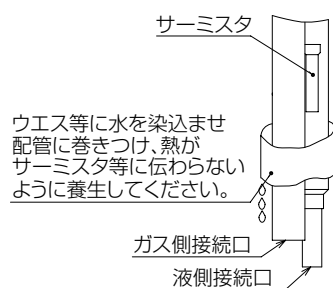 サーミスタ
ウエス等に水を染込ませ
配管に巻きつけ、熱が
サーミスタ等に伝わらない
ように養生してください。
ガス側接続口
液側接続口